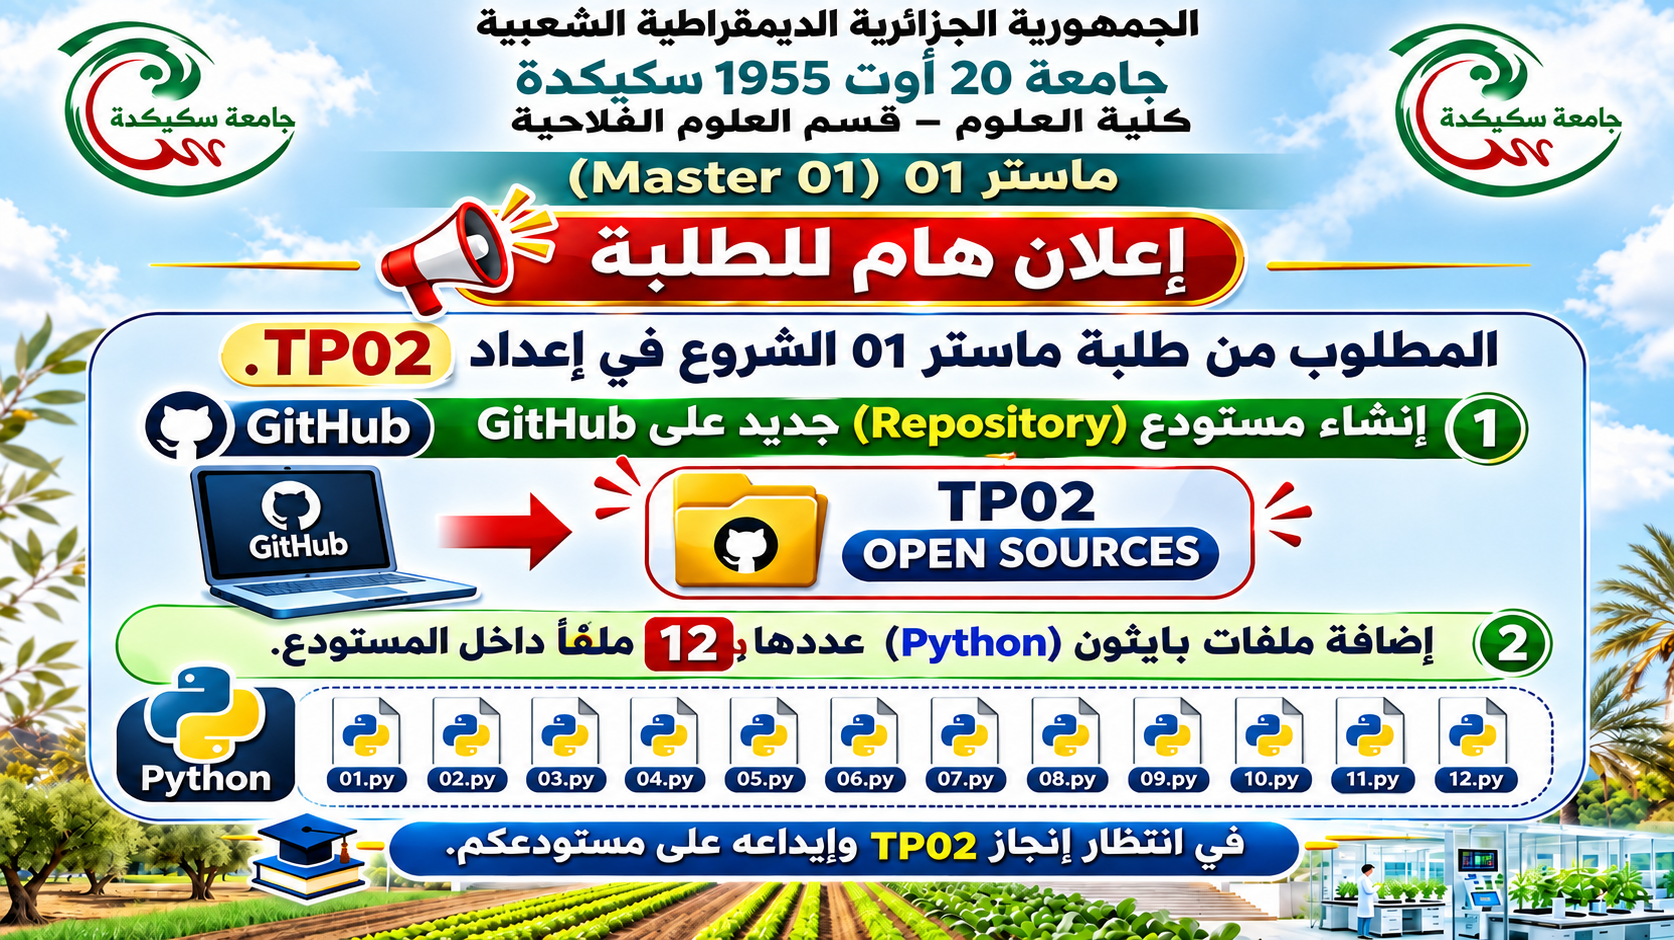 الجمهورية الجزائرية الديمقراطية الشعبية
جامعة 20 أوت 1955 سكيكدة
كلية العلوم – قسم العلوم الفلاحية
جامعة سكيكدة
جامعة سكيكدة
ماستر 01 (Master 01)
إعلان هام للطلبة
المطلوب من طلبة ماستر 01 الشروع في إعداد TP02.
1 إنشاء مستودع (Repository) جديد على GitHub
GitHub
GitHub
TP02
OPEN SOURCES
2 إضافة ملفات بايثون (Python) عددها بـ 12 ملفاً داخل المستودع.
Python
01.py 02.py 03.py 04.py 05.py 06.py 07.py 08.py 09.py 10.py 11.py 12.py
في انتظار إنجاز TP02 وإيداعه على مستودعكم.